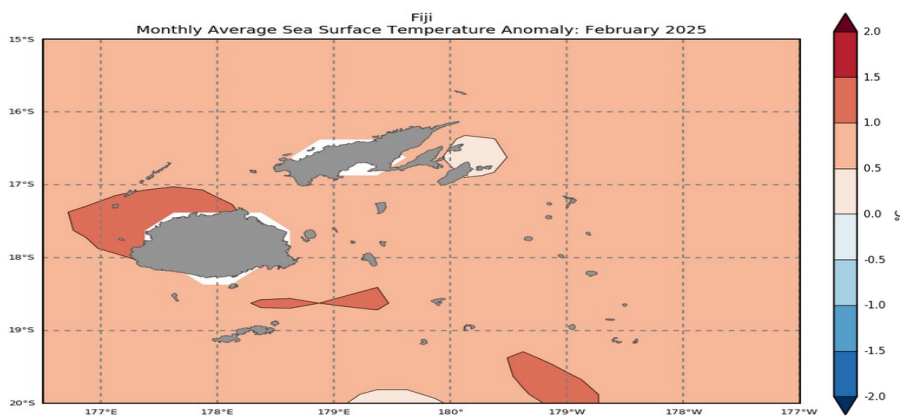 Fiji
Monthly Average Sea Surface Temperature Anomaly: February 2025
15°S
16°S
17°S
18°S
19°S
20°S
177°E
178°E
179°E
180°
179°W
178°W
177°W
2.0
1.5
1.0
0.5
0.0
-0.5
-1.0
-1.5
-2.0
°C